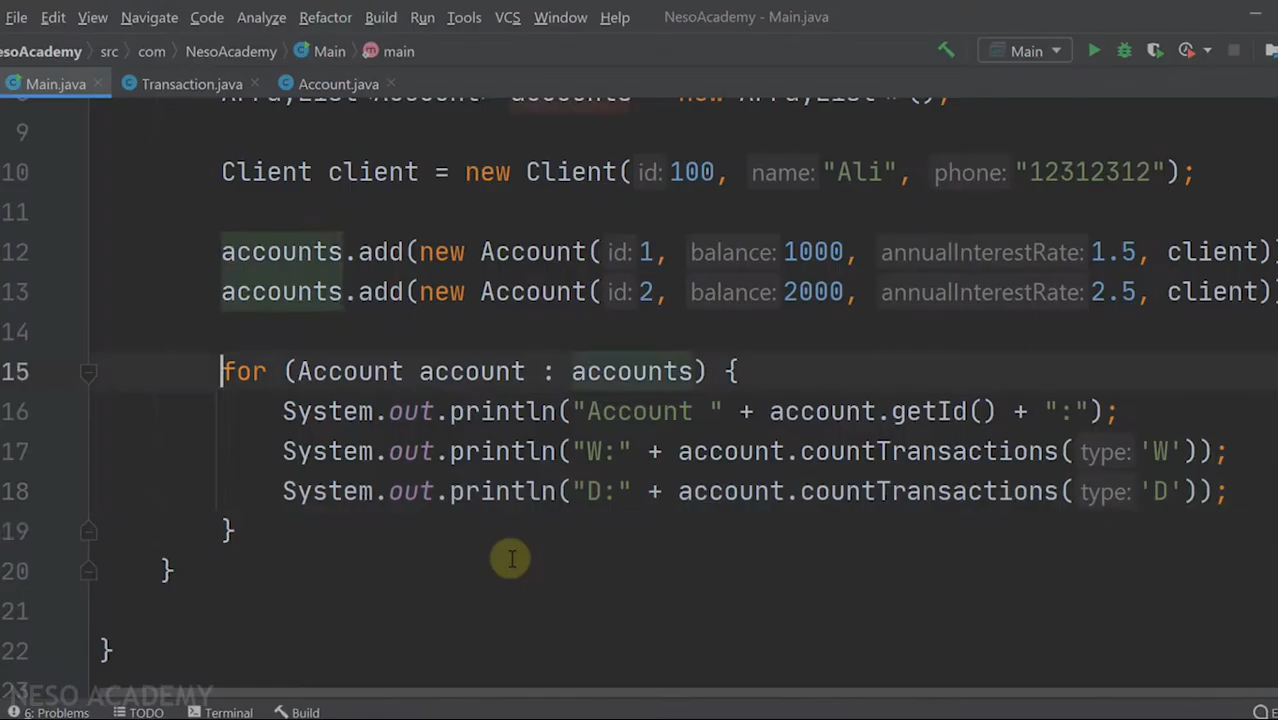 File Edit View Navigate Code Analyze Refactor Build Run Tools VCS Window Help NesoAcademy - Main.java
esoAcademy src com NesoAcademy Main main Main
Main.java Transaction.java Account.java
9
10 Client client = new Client( id: 100, name: "Ali", phone: "12312312");
11
12 accounts.add(new Account( id: 1, balance: 1000, annualInterestRate: 1.5, client)
13 accounts.add(new Account( id: 2, balance: 2000, annualInterestRate: 2.5, client)
14
15 for (Account account : accounts) {
16 System.out.println("Account " + account.getId() + ":");
17 System.out.println("W:" + account.countTransactions( type: 'W'));
18 System.out.println("D:" + account.countTransactions( type: 'D'));
19 }
20 }
21
22 }
23
NESO ACADEMY
6: Problems TODO Terminal Build